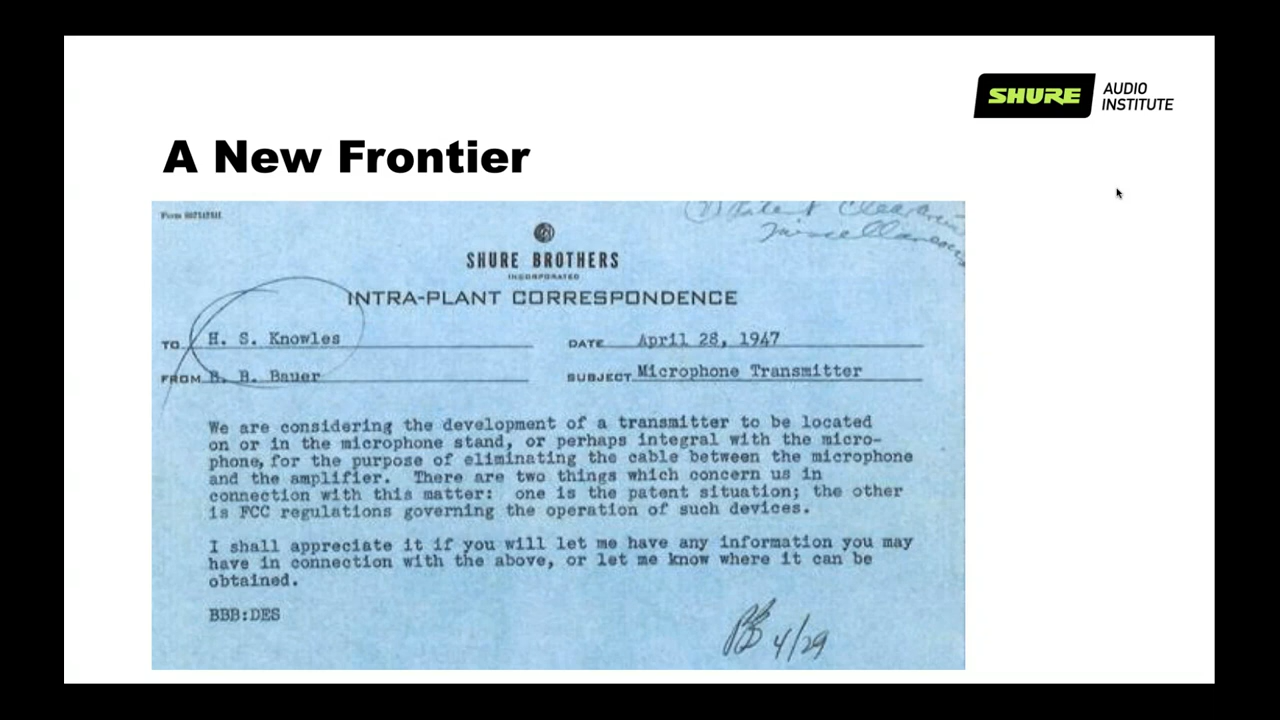 SHURE AUDIO
INSTITUTE
A New Frontier
SHURE BROTHERS
INCORPORATED
INTRA-PLANT CORRESPONDENCE
TO H. S. Knowles
DATE April 28, 1947
FROM B. B. Bauer
SUBJECT Microphone Transmitter
We are considering the development of a transmitter to be located
on or in the microphone stand, or perhaps integral with the micro-
phone, for the purpose of eliminating the cable between the microphone
and the amplifier. There are two things which concern us in
connection with this matter: one is the patent situation; the other
is FCC regulations governing the operation of such devices.
I shall appreciate it if you will let me have any information you may
have in connection with the above, or let me know where it can be
obtained.
BBB:DES
4/29